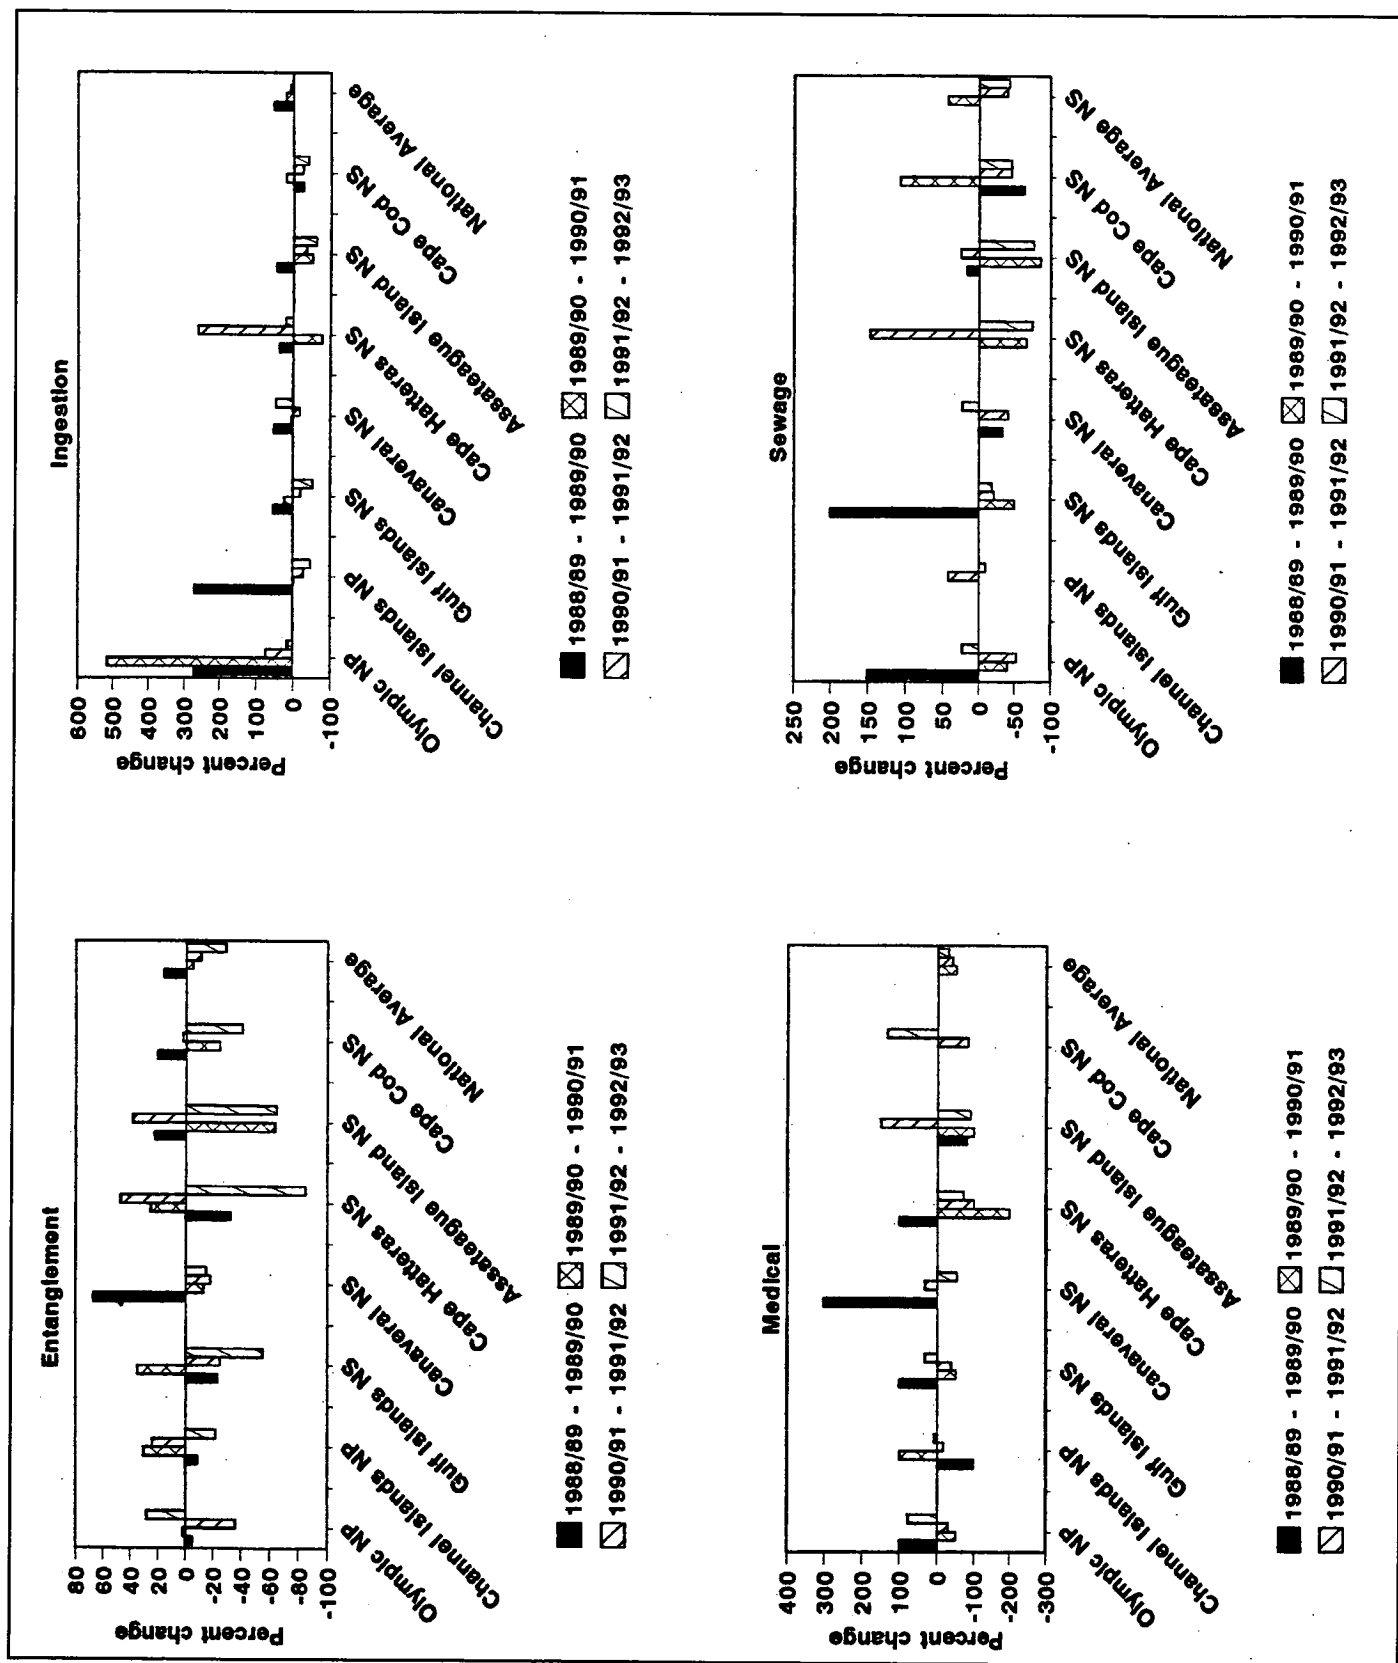 Entanglement
Percent change
80
60
40
20
0
-20
-40
-60
-80
-100
Olympic NP
Channel Islands NP
Gulf Islands NS
Canaveral NS
Cape Hatteras NS
Assateague Island NS
Cape Cod NS
National Average
1988/89 - 1989/90 1989/90 - 1990/91
1990/91 - 1991/92 1991/92 - 1992/93
Ingestion
Percent change
600
500
400
300
200
100
0
-100
Olympic NP
Channel Islands NP
Gulf Islands NS
Canaveral NS
Cape Hatteras NS
Assateague Island NS
Cape Cod NS
National Average
1988/89 - 1989/90 1989/90 - 1990/91
1990/91 - 1991/92 1991/92 - 1992/93
Medical
Percent change
400
300
200
100
0
-100
-200
-300
Olympic NP
Channel Islands NP
Gulf Islands NS
Canaveral NS
Cape Hatteras NS
Assateague Island NS
Cape Cod NS
National Average
1988/89 - 1989/90 1989/90 - 1990/91
1990/91 - 1991/92 1991/92 - 1992/93
Sewage
Percent change
250
200
150
100
50
0
-50
-100
Olympic NP
Channel Islands NP
Gulf Islands NS
Canaveral NS
Cape Hatteras NS
Assateague Island NS
Cape Cod NS
National Average NS
1988/89 - 1989/90 1989/90 - 1990/91
1990/91 - 1991/92 1991/92 - 1992/93